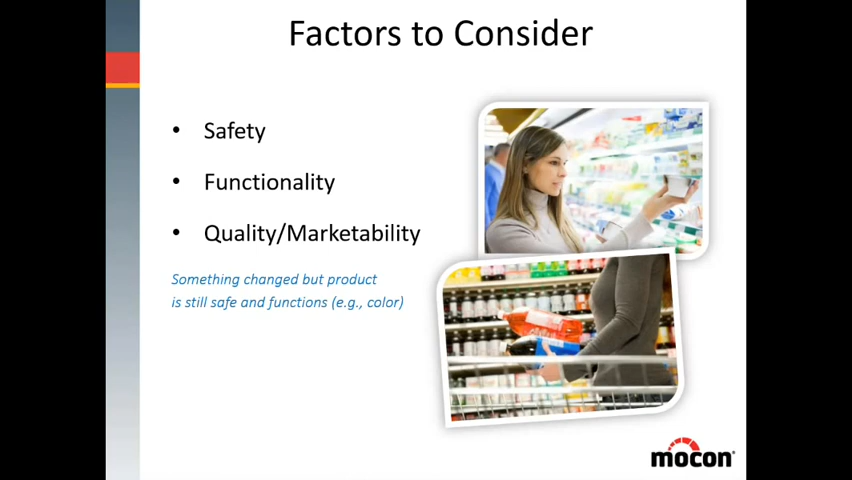 Factors to Consider
• Safety
• Functionality
• Quality/Marketability
Something changed but product
is still safe and functions (e.g., color)
mocon